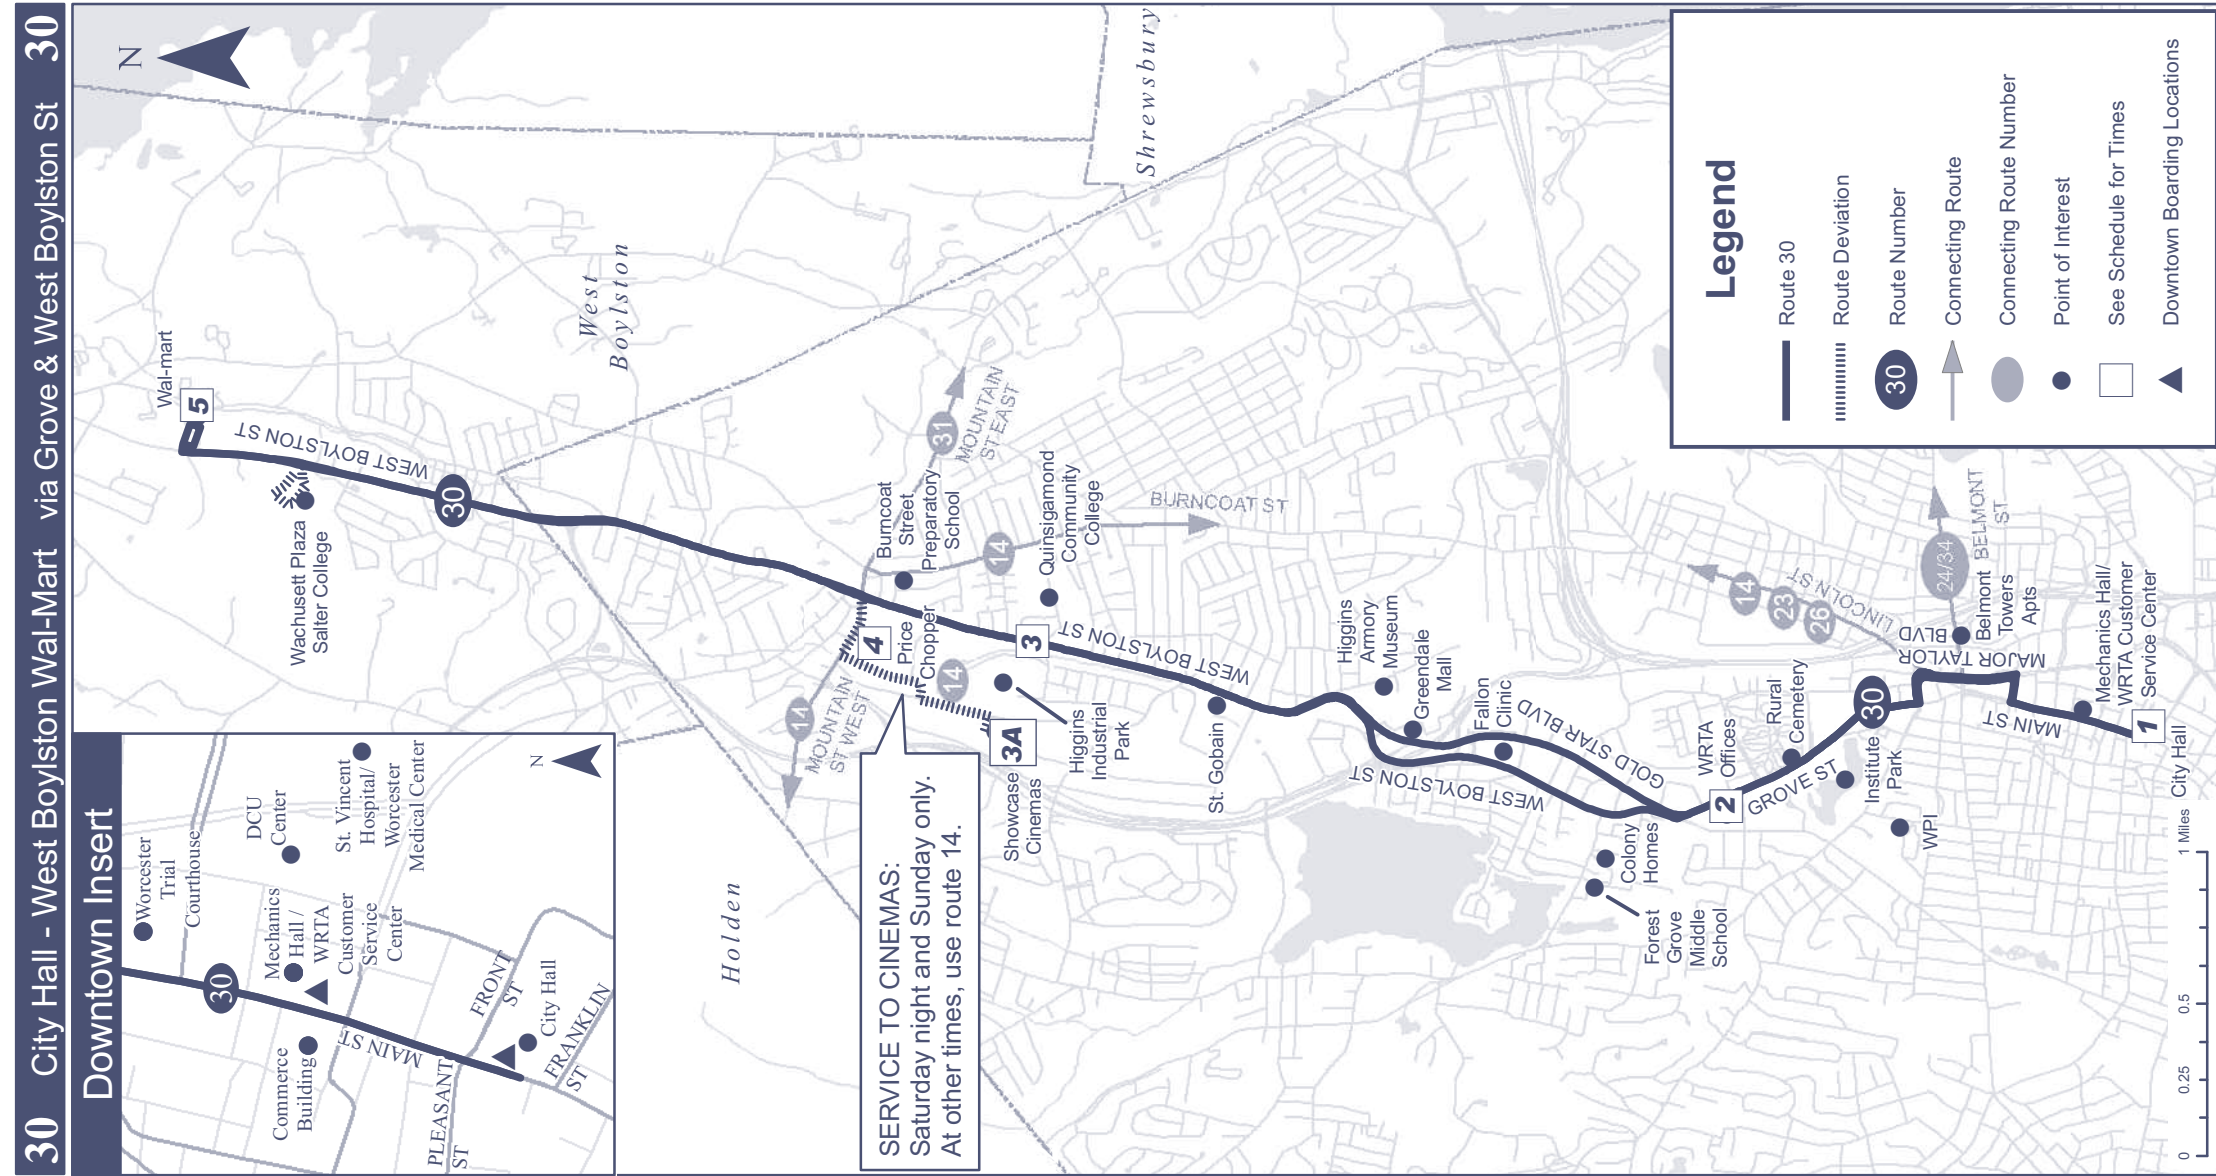 30 City Hall - West Boylston Wal-Mart via Grove & West Boylston St 30
Downtown Insert
Worcester
Trial
Courthouse
DCU
Center
St. Vincent
Hospital/
Worcester
Medical Center
Mechanics
Hall /
WRTA
Customer
Service
Center
30
Commerce
Building
MAIN ST
FRONT
ST
PLEASANT
ST
City Hall
FRANKLIN
ST
N
N
Wal-mart
5
WEST BOYLSTON ST
Wachusett Plaza
Salter College
30
West
Boylston
Shrewsbury
Holden
31
MOUNTAIN
ST EAST
Burncoat
Street
Preparatory
School
14
Quinsigamond
Community
College
BURNCOAT ST
4
Price
Chopper
14
14
MOUNTAIN
ST WEST
3
3A
Showcase
Cinemas
Higgins
Industrial
Park
SERVICE TO CINEMAS:
Saturday night and Sunday only.
At other times, use route 14.
WEST BOYLSTON ST
St. Gobain
Higgins
Armory
Museum
Greendale
Mall
Fallon
Clinic
GOLD STAR BLVD
WEST BOYLSTON ST
Colony
Homes
Forest
Grove
Middle
School
WRTA
Offices
2
GROVE ST
Rural
Cemetery
Institute
Park
WPI
30
14
23
26
LINCOLN ST
24/34
BELMONT
ST
Belmont
Towers
Apts
MAJOR TAYLOR
BLVD
MAIN ST
Mechanics Hall/
WRTA Customer
Service Center
1
City Hall
0 0.25 0.5 1 Miles
Legend
Route 30
Route Deviation
30 Route Number
Connecting Route
Connecting Route Number
Point of Interest
See Schedule for Times
Downtown Boarding Locations